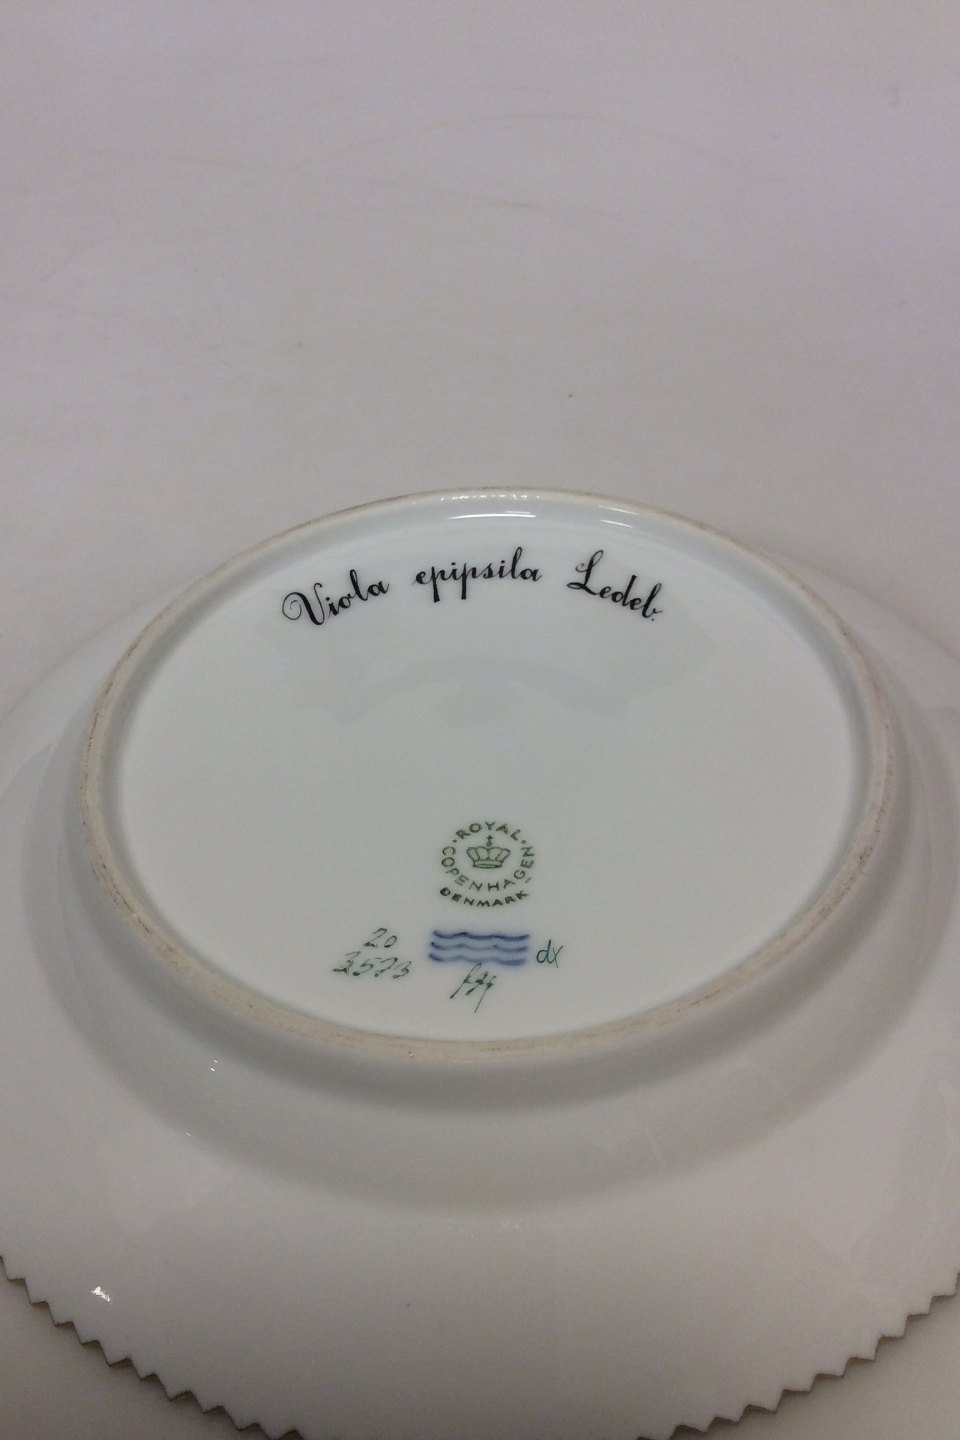 Viola epipsila Ledeb.
ROYAL
COPENHAGEN
DENMARK
20
3573
dx